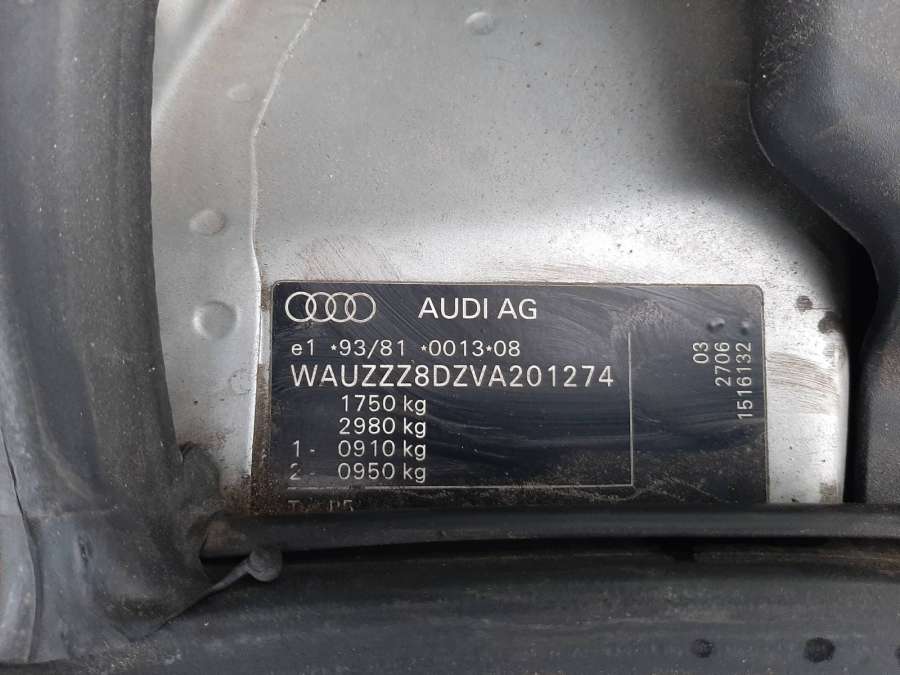 AUDI AG
e1 *93/81 *0013*08
WAUZZZ8DZVA201274
1750 kg
2980 kg
1 - 0910 kg
2 - 0950 kg
03
2706
1516132